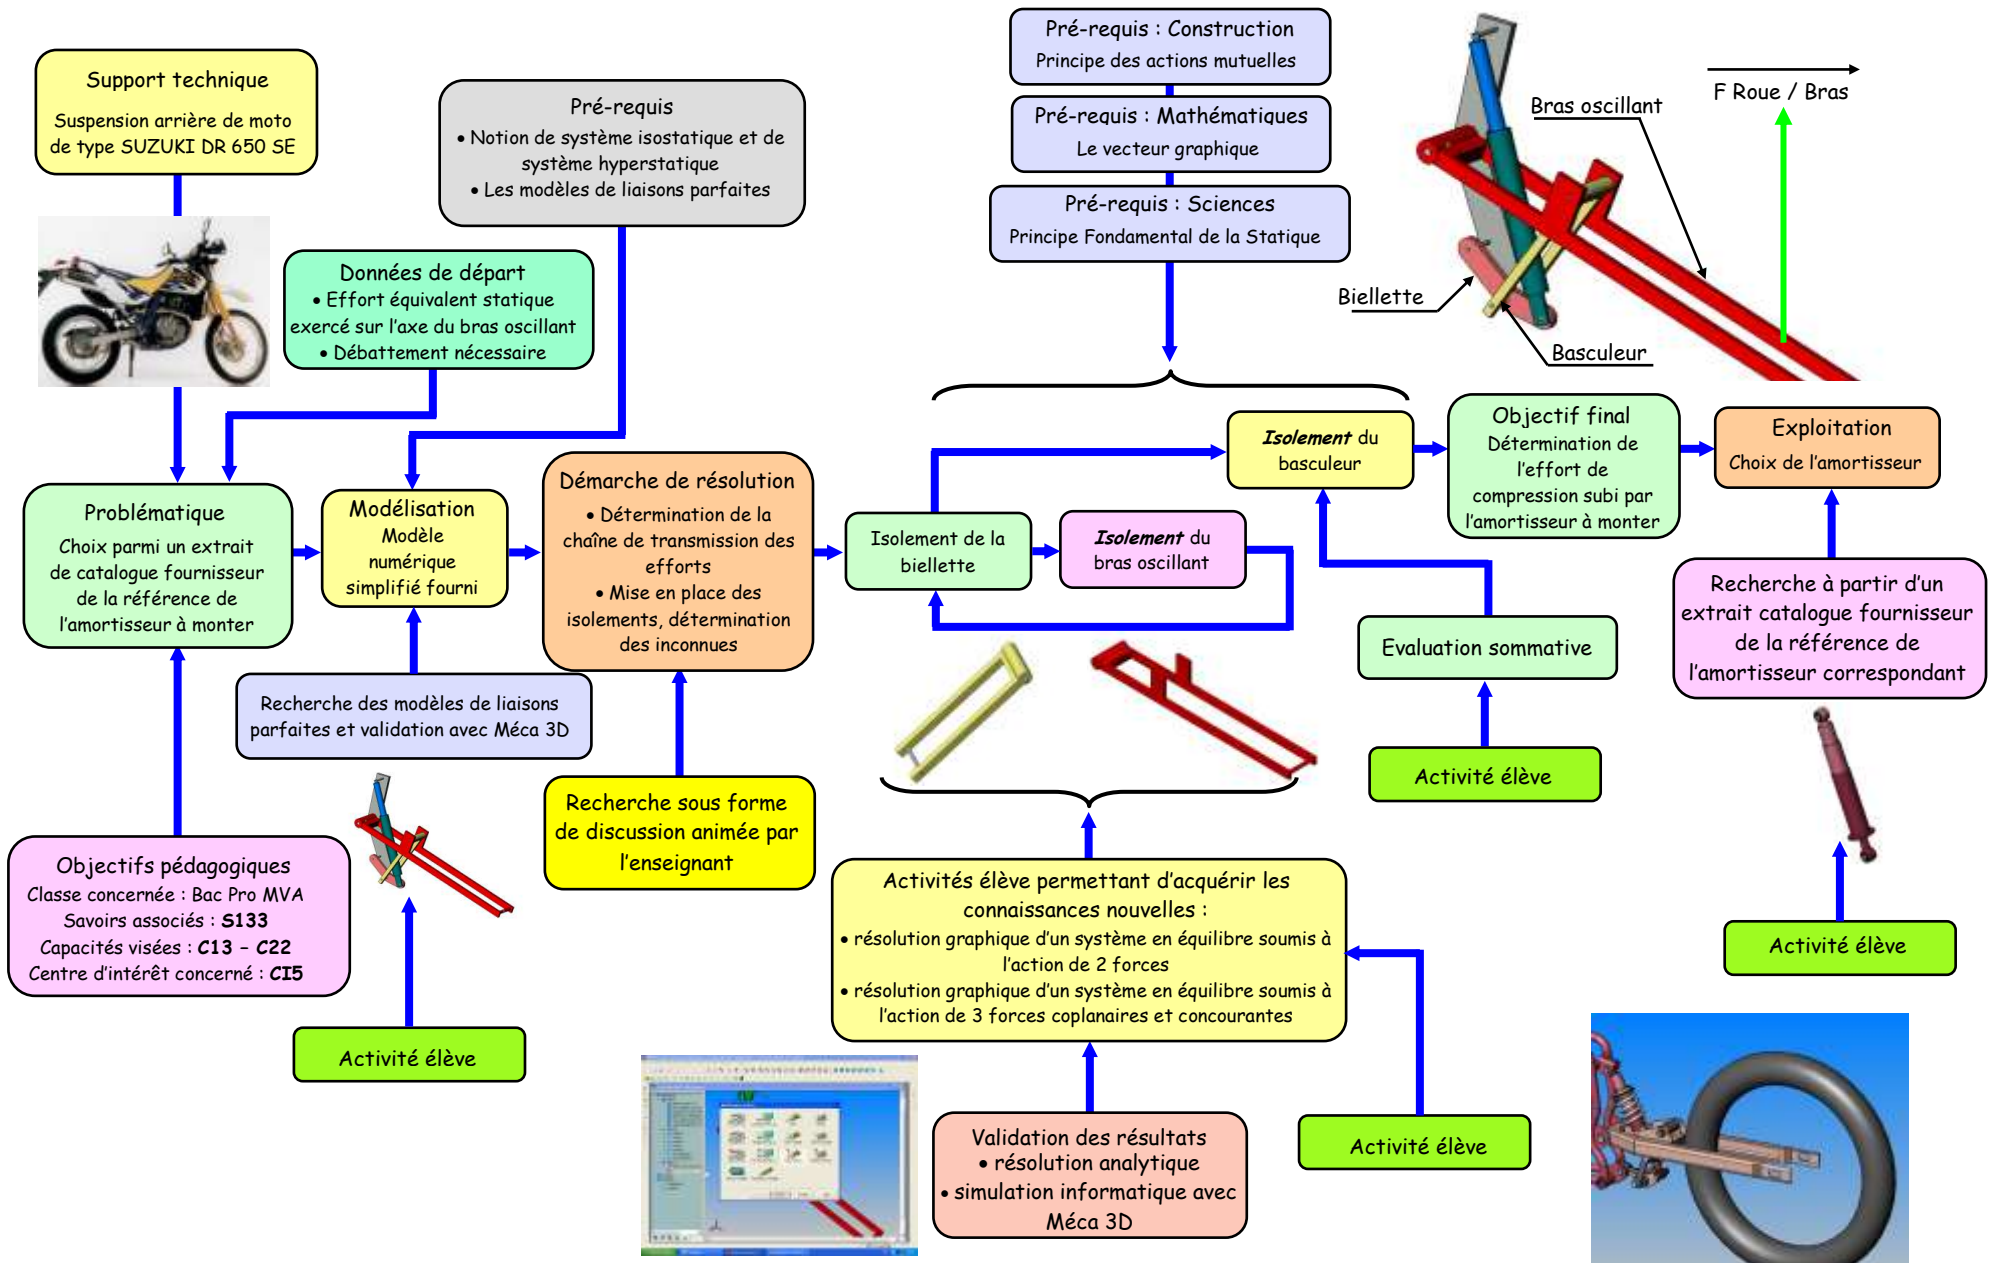 Support technique
Suspension arrière de moto
de type SUZUKI DR 650 SE
Pré-requis
• Notion de système isostatique et de
système hyperstatique
• Les modèles de liaisons parfaites
Données de départ
• Effort équivalent statique
exercé sur l'axe du bras oscillant
• Débattement nécessaire
Pré-requis : Construction
Principe des actions mutuelles
Pré-requis : Mathématiques
Le vecteur graphique
Pré-requis : Sciences
Principe Fondamental de la Statique
Bras oscillant
F Roue / Bras
Biellette
Basculeur
Problématique
Choix parmi un extrait
de catalogue fournisseur
de la référence de
l'amortisseur à monter
Modélisation
Modèle
numérique
simplifié fourni
Démarche de résolution
• Détermination de la
chaîne de transmission des
efforts
• Mise en place des
isolements, détermination
des inconnues
Isolement de la
biellette
Isolement du
bras oscillant
Isolement du
basculeur
Objectif final
Détermination de
l'effort de
compression subi par
l'amortisseur à monter
Exploitation
Choix de l'amortisseur
Recherche à partir d'un
extrait catalogue fournisseur
de la référence de
l'amortisseur correspondant
Evaluation sommative
Activité élève
Recherche des modèles de liaisons
parfaites et validation avec Méca 3D
Recherche sous forme
de discussion animée par
l'enseignant
Objectifs pédagogiques
Classe concernée : Bac Pro MVA
Savoirs associés : S133
Capacités visées : C13 – C22
Centre d'intérêt concerné : CI5
Activité élève
Activités élève permettant d'acquérir les
connaissances nouvelles :
• résolution graphique d'un système en équilibre soumis à
l'action de 2 forces
• résolution graphique d'un système en équilibre soumis à
l'action de 3 forces coplanaires et concourantes
Activité élève
Validation des résultats
• résolution analytique
• simulation informatique avec
Méca 3D
Activité élève